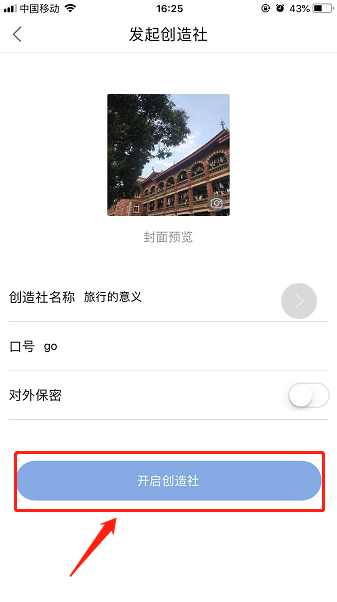 中国移动 16:25 43%
发起创造社
封面预览
创造社名称 旅行的意义
口号 go
对外保密
开启创造社